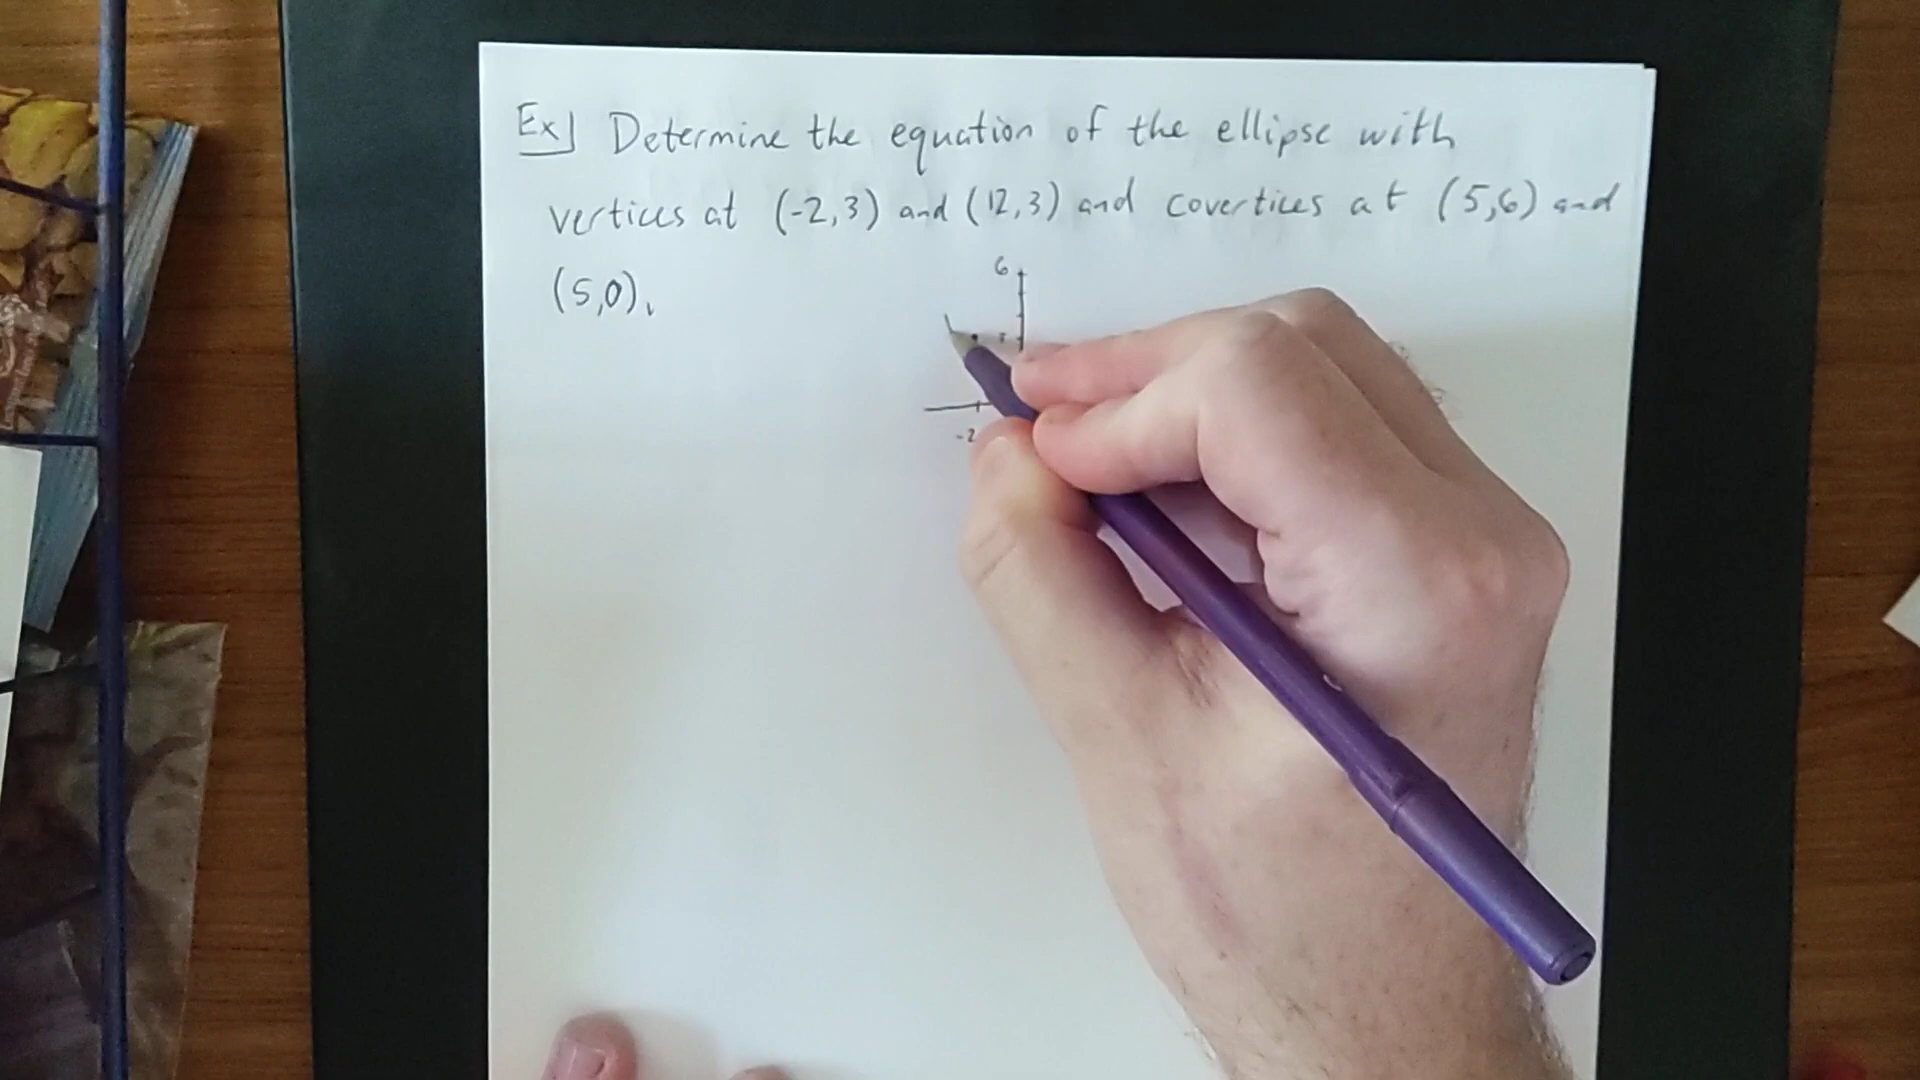 Ex] Determine the equation of the ellipse with
vertices at (-2,3) and (12,3) and covertices at (5,6) and
(5,0).
6
-2